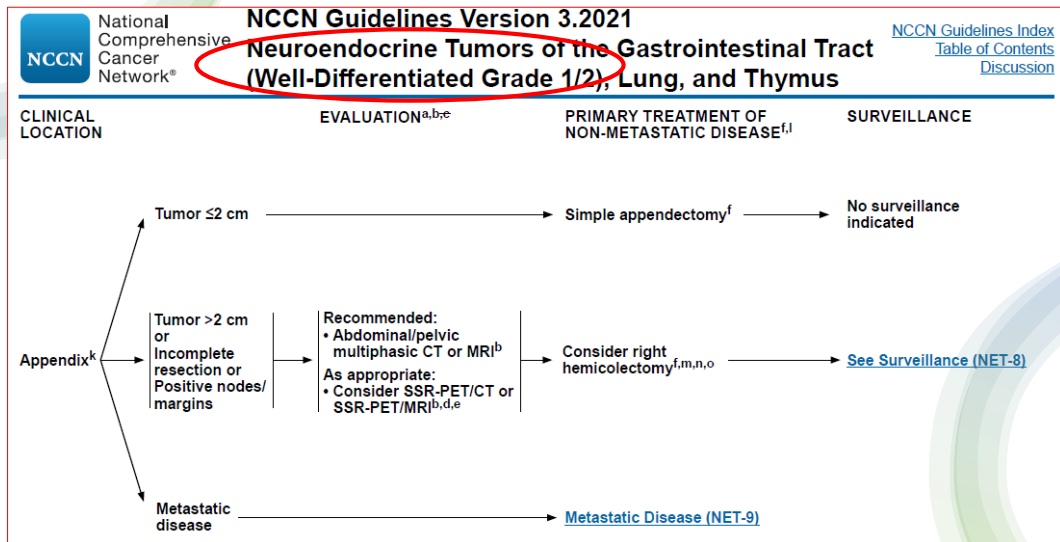 NCCN
National
Comprehensive
Cancer
Network®
NCCN Guidelines Version 3.2021
Neuroendocrine Tumors of the Gastrointestinal Tract
(Well-Differentiated Grade 1/2), Lung, and Thymus
NCCN Guidelines Index
Table of Contents
Discussion
CLINICAL
LOCATION
EVALUATIONa,b,e
PRIMARY TREATMENT OF
NON-METASTATIC DISEASEf,l
SURVEILLANCE
Tumor ≤2 cm
Simple appendectomyf
No surveillance
indicated
Appendixk
Tumor >2 cm
or
Incomplete
resection or
Positive nodes/
margins
Recommended:
• Abdominal/pelvic
multiphasic CT or MRIb
As appropriate:
• Consider SSR-PET/CT or
SSR-PET/MRIb,d,e
Consider right
hemicolectomyf,m,n,o
See Surveillance (NET-8)
Metastatic
disease
Metastatic Disease (NET-9)